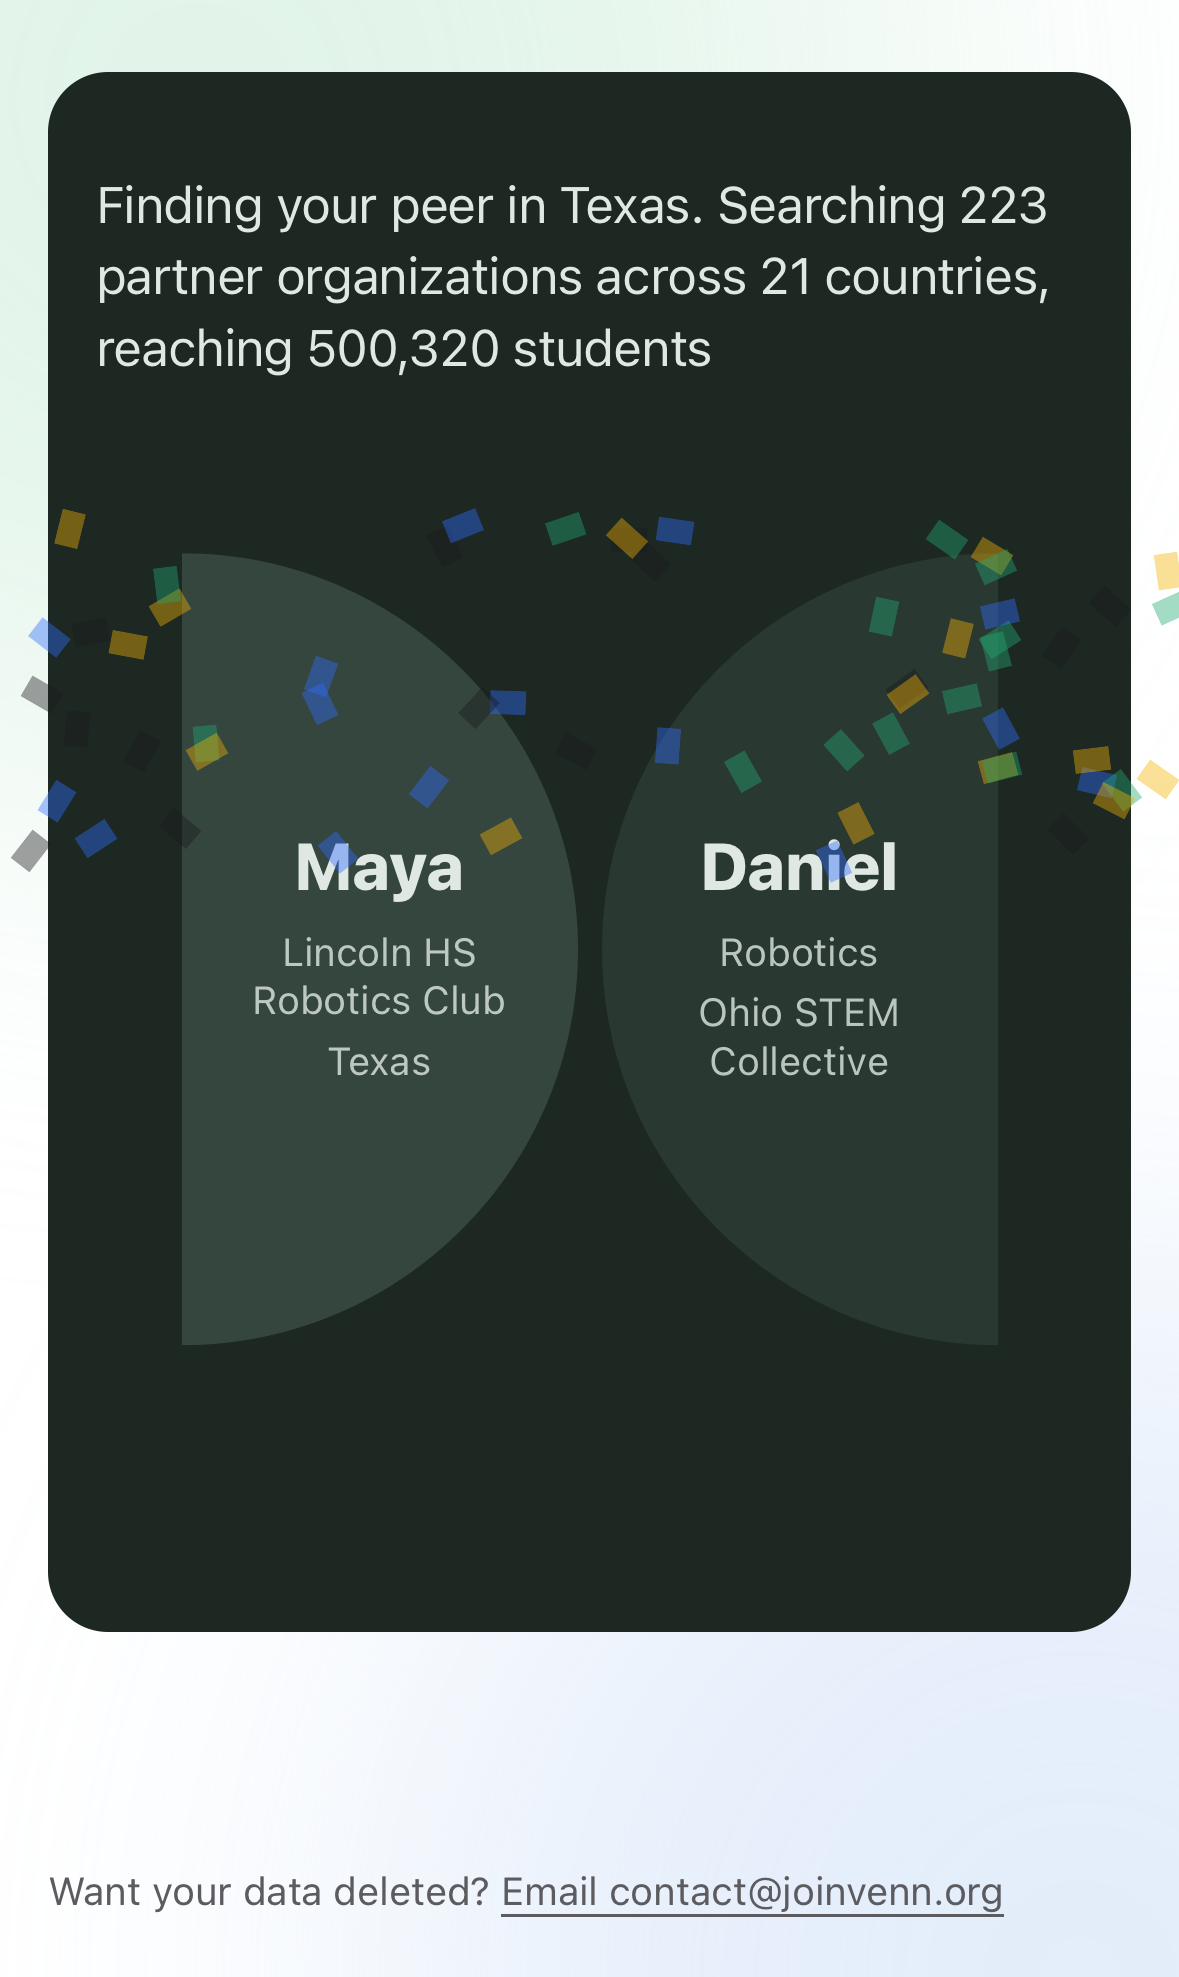 Finding your peer in Texas. Searching 223
partner organizations across 21 countries,
reaching 500,320 students
Maya
Lincoln HS
Robotics Club
Texas
Daniel
Robotics
Ohio STEM
Collective
Want your data deleted? Email contact@joinvenn.org